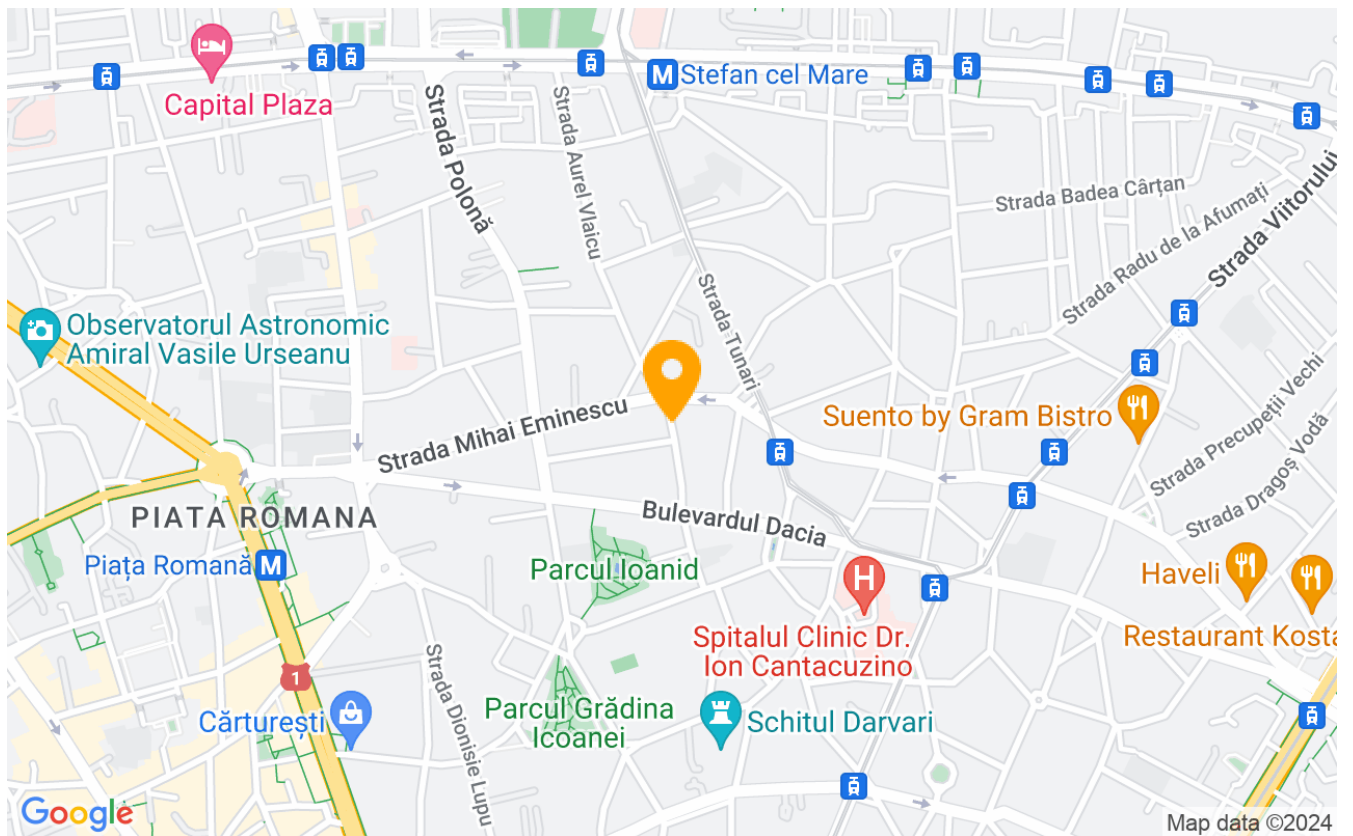 Stefan cel Mare
Capital Plaza
Strada Polonă
Strada Aurel Vlaicu
Strada Badea Cârțan
Strada Radu de la Afumați
Strada Viitorului
Strada Tunari
Observatorul Astronomic
Amiral Vasile Urseanu
Strada Precupeții Vechi
Suento by Gram Bistro
Strada Mihai Eminescu
Strada Dragoș Vodă
PIATA ROMANA
Bulevardul Dacia
Piața Romană
M
M
Parcul Ioanid
H
Haveli
Spitalul Clinic Dr.
Ion Cantacuzino
Restaurant Kosta
1
Strada Dionisie Lupu
Cărturești
Parcul Grădina
Icoanei
Schitul Darvari
Google
Map data ©2024